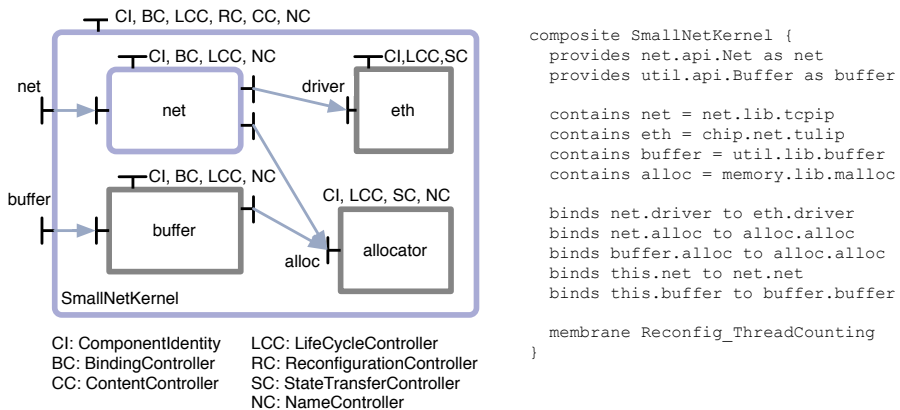 CI, BC, LCC, RC, CC, NC
CI, BC, LCC, NC
CI,LCC,SC
net
driver
net
eth
CI, BC, LCC, NC
buffer
CI, LCC, SC, NC
buffer
allocator
alloc
SmallNetKernel
CI: ComponentIdentity
BC: BindingController
CC: ContentController
LCC: LifeCycleController
RC: ReconfigurationController
SC: StateTransferController
NC: NameController
composite SmallNetKernel {
provides net.api.Net as net
provides util.api.Buffer as buffer
contains net = net.lib.tcpip
contains eth = chip.net.tulip
contains buffer = util.lib.buffer
contains alloc = memory.lib.malloc
binds net.driver to eth.driver
binds net.alloc to alloc.alloc
binds buffer.alloc to alloc.alloc
binds this.net to net.net
binds this.buffer to buffer.buffer
membrane Reconfig_ThreadCounting
}